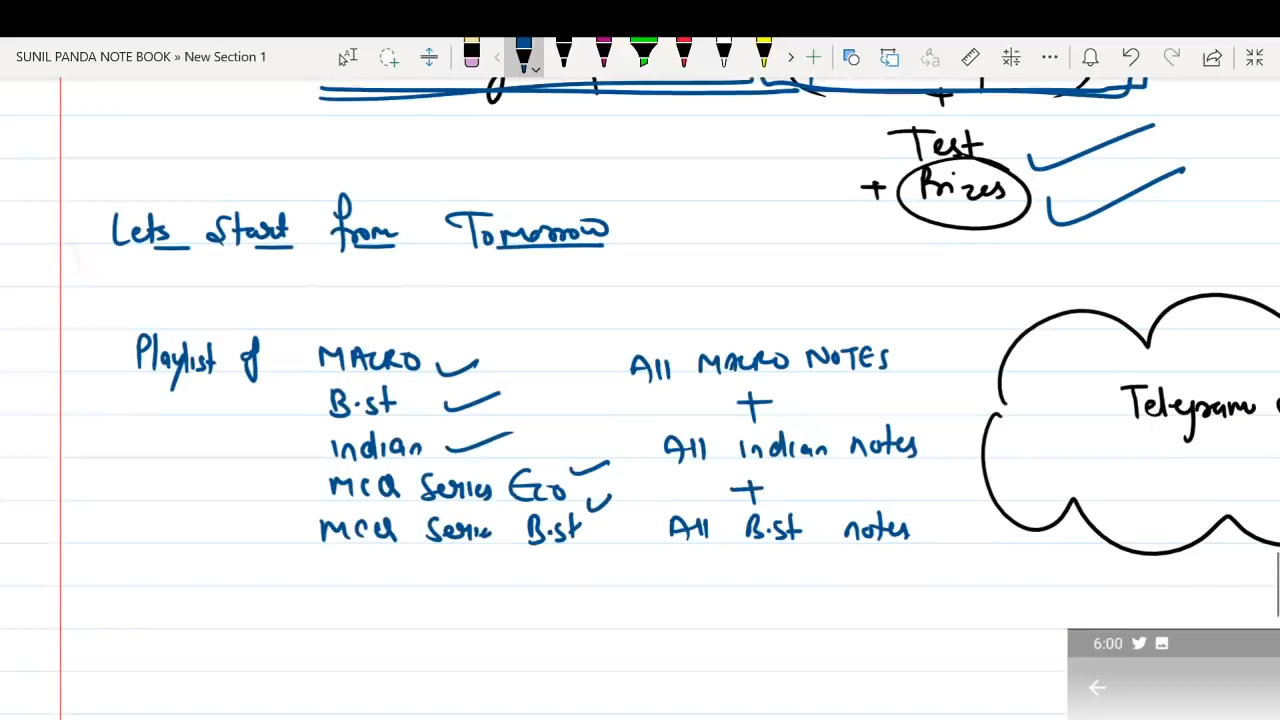 SUNIL PANDA NOTE BOOK » New Section 1
+
Test
+ Prizes
Lets Start from Tomorrow
Playlist of MACRO All MACRO NOTES
B.st +
Indian All Indian notes
MCQ Series Eco +
MCQ Serie B.st All B.st notes
Telegram
6:00